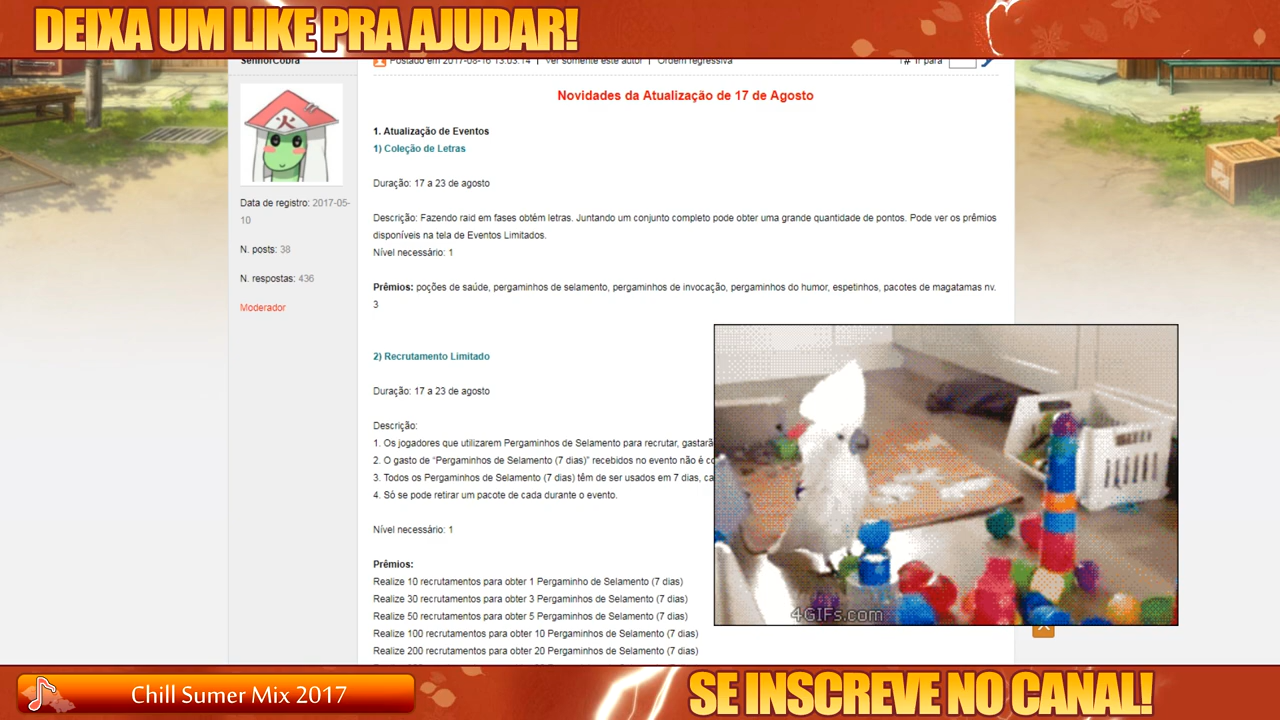 DEIXA UM LIKE PRA AJUDAR!
SenhorCobra
Postado em 2017-08-16 13:03:14 | Ver somente este autor | Ordem regressiva
1# Ir para
Novidades da Atualização de 17 de Agosto
火
1. Atualização de Eventos
1) Coleção de Letras
Duração: 17 a 23 de agosto
Data de registro: 2017-05-
10
Descrição: Fazendo raid em fases obtém letras. Juntando um conjunto completo pode obter uma grande quantidade de pontos. Pode ver os prêmios
disponíveis na tela de Eventos Limitados.
N. posts: 38
Nível necessário: 1
N. respostas: 436
Prêmios: poções de saúde, pergaminhos de selamento, pergaminhos de invocação, pergaminhos do humor, espetinhos, pacotes de magatamas nv.
3
Moderador
2) Recrutamento Limitado
Duração: 17 a 23 de agosto
Descrição:
1. Os jogadores que utilizarem Pergaminhos de Selamento para recrutar, gastarã
2. O gasto de “Pergaminhos de Selamento (7 dias)” recebidos no evento não é co
3. Todos os Pergaminhos de Selamento (7 dias) têm de ser usados em 7 dias, ca
4. Só se pode retirar um pacote de cada durante o evento.
Nível necessário: 1
Prêmios:
Realize 10 recrutamentos para obter 1 Pergaminho de Selamento (7 dias)
Realize 30 recrutamentos para obter 3 Pergaminhos de Selamento (7 dias)
Realize 50 recrutamentos para obter 5 Pergaminhos de Selamento (7 dias)
Realize 100 recrutamentos para obter 10 Pergaminhos de Selamento (7 dias)
Realize 200 recrutamentos para obter 20 Pergaminhos de Selamento (7 dias)
4GIFs.com
Chill Sumer Mix 2017
SE INSCREVE NO CANAL!